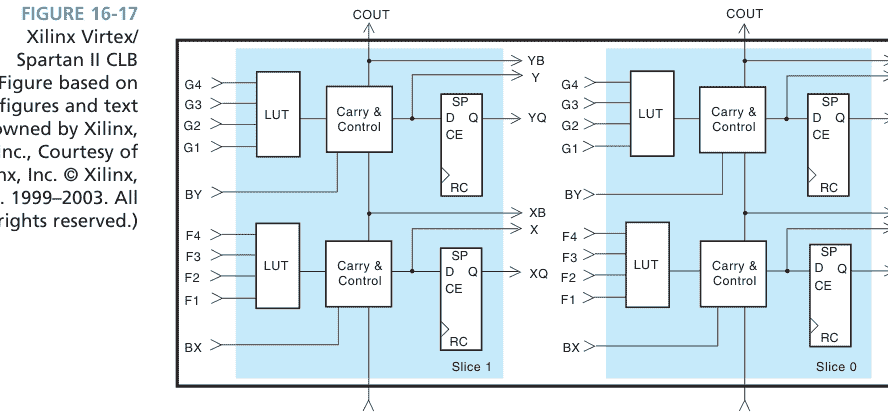 FIGURE 16-17
Xilinx Virtex/
Spartan II CLB
Figure based on
figures and text
owned by Xilinx,
Inc., Courtesy of
Inc. © Xilinx,
1999–2003. All
rights reserved.)
COUT
COUT
YB
Y
G4
G3
G2
G1
LUT
Carry &
Control
SP
D Q
CE
RC
YQ
BY
XB
X
F4
F3
F2
F1
LUT
Carry &
Control
SP
D Q
CE
RC
XQ
BX
Slice 1
G4
G3
G2
G1
LUT
Carry &
Control
SP
D Q
CE
RC
BY
F4
F3
F2
F1
LUT
Carry &
Control
SP
D Q
CE
RC
BX
Slice 0